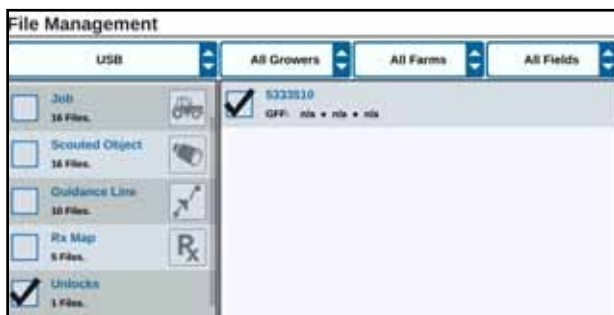 File Management
USB
All Growers
All Farms
All Fields
Job
16 Files.
Scouted Object
16 Files.
Guidance Line
10 Files.
Rx Map
5 Files.
Rx
Unlocks
1 Files.
5333510
GFF: n/a • n/a • n/a